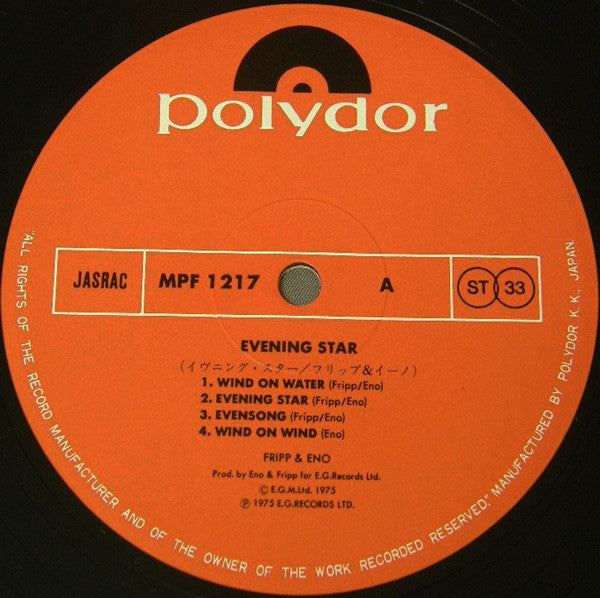 polydor
JASRAC MPF 1217 A ST 33
EVENING STAR
(イヴニング・スター/フリップ&イーノ)
1. WIND ON WATER (Fripp/Eno)
2. EVENING STAR (Fripp/Eno)
3. EVENSONG (Fripp/Eno)
4. WIND ON WIND (Eno)
FRIPP & ENO
Prod. by Eno & Fripp for E.G.Records Ltd.
© E.G.M.Ltd. 1975
℗ 1975 E.G.RECORDS LTD.
"ALL RIGHTS OF THE RECORD MANUFACTURER AND OF THE OWNER OF THE WORK RECORDED RESERVED," MANUFACTURED BY POLYDOR K.K., JAPAN.